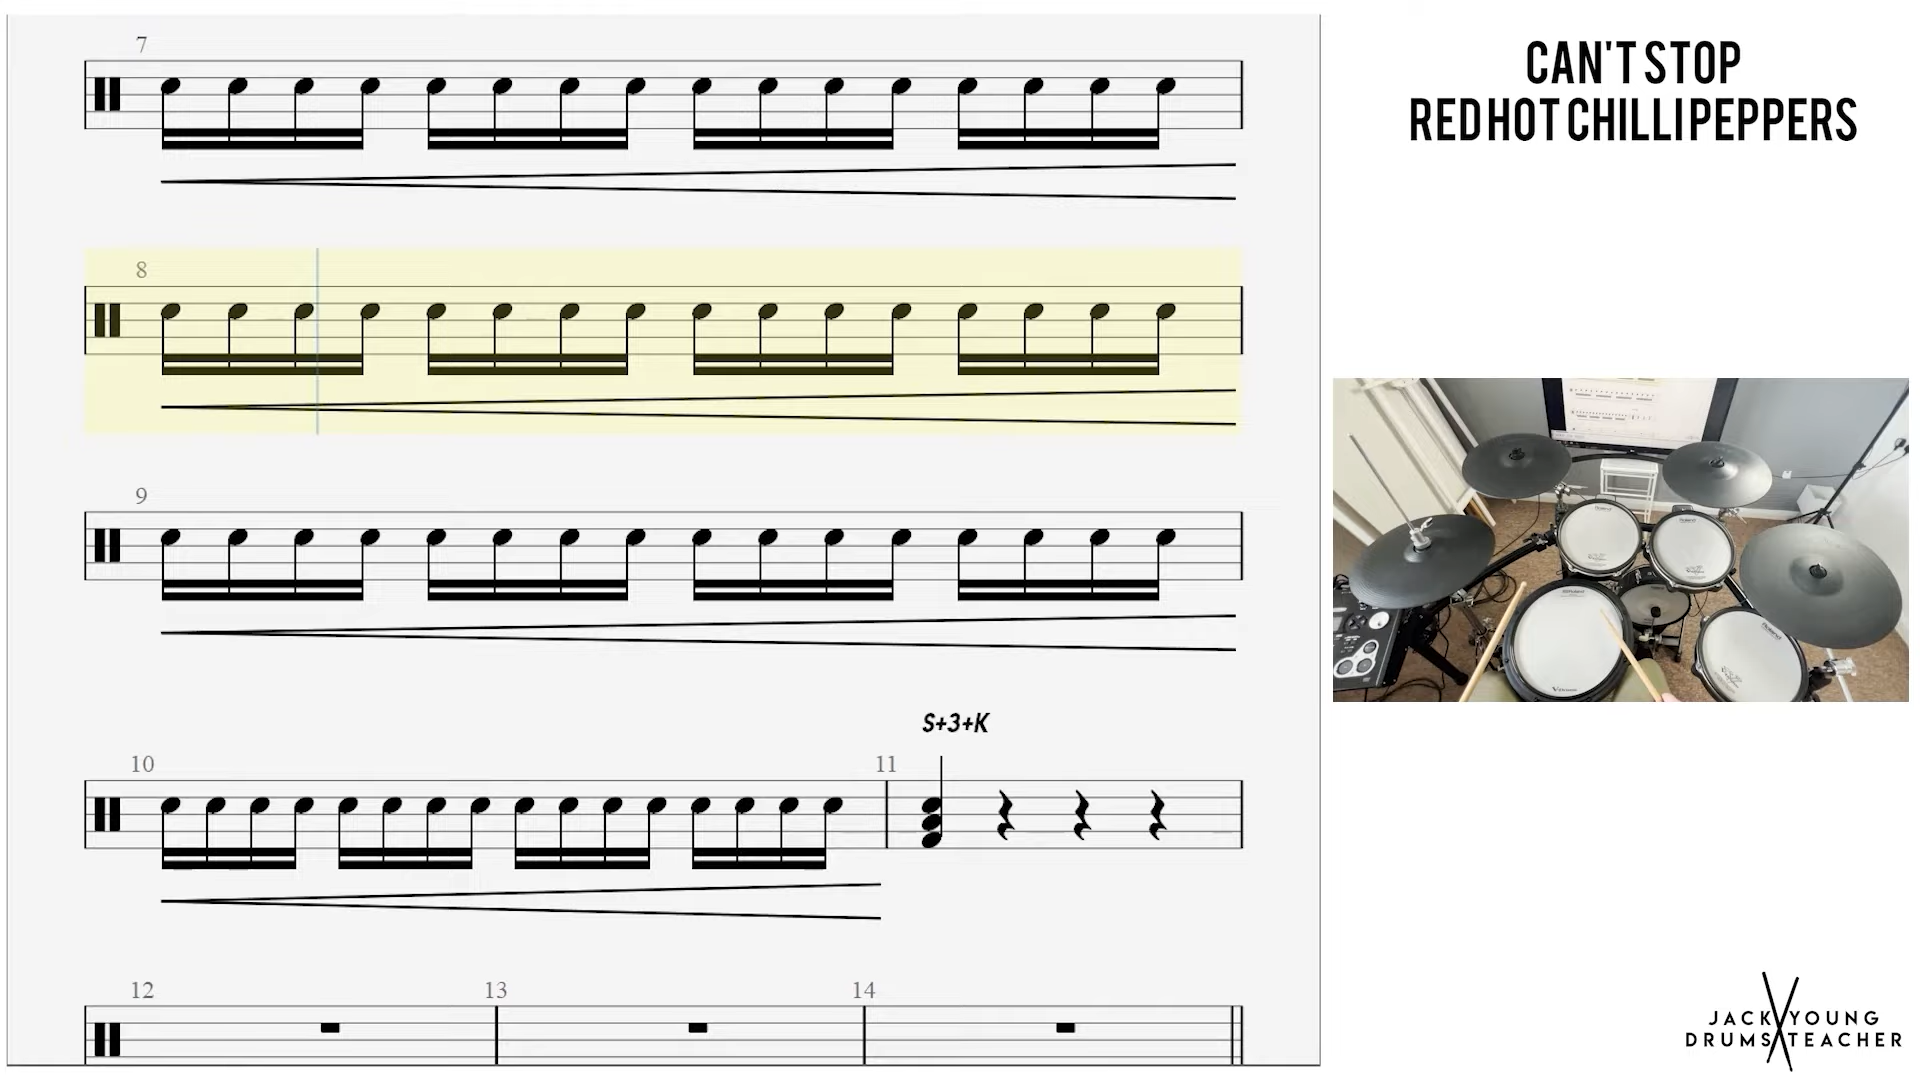 7
CAN'T STOP
RED HOT CHILLI PEPPERS
8
9
S+3+K
10
11
12
13
14
JACK YOUNG
DRUMS TEACHER